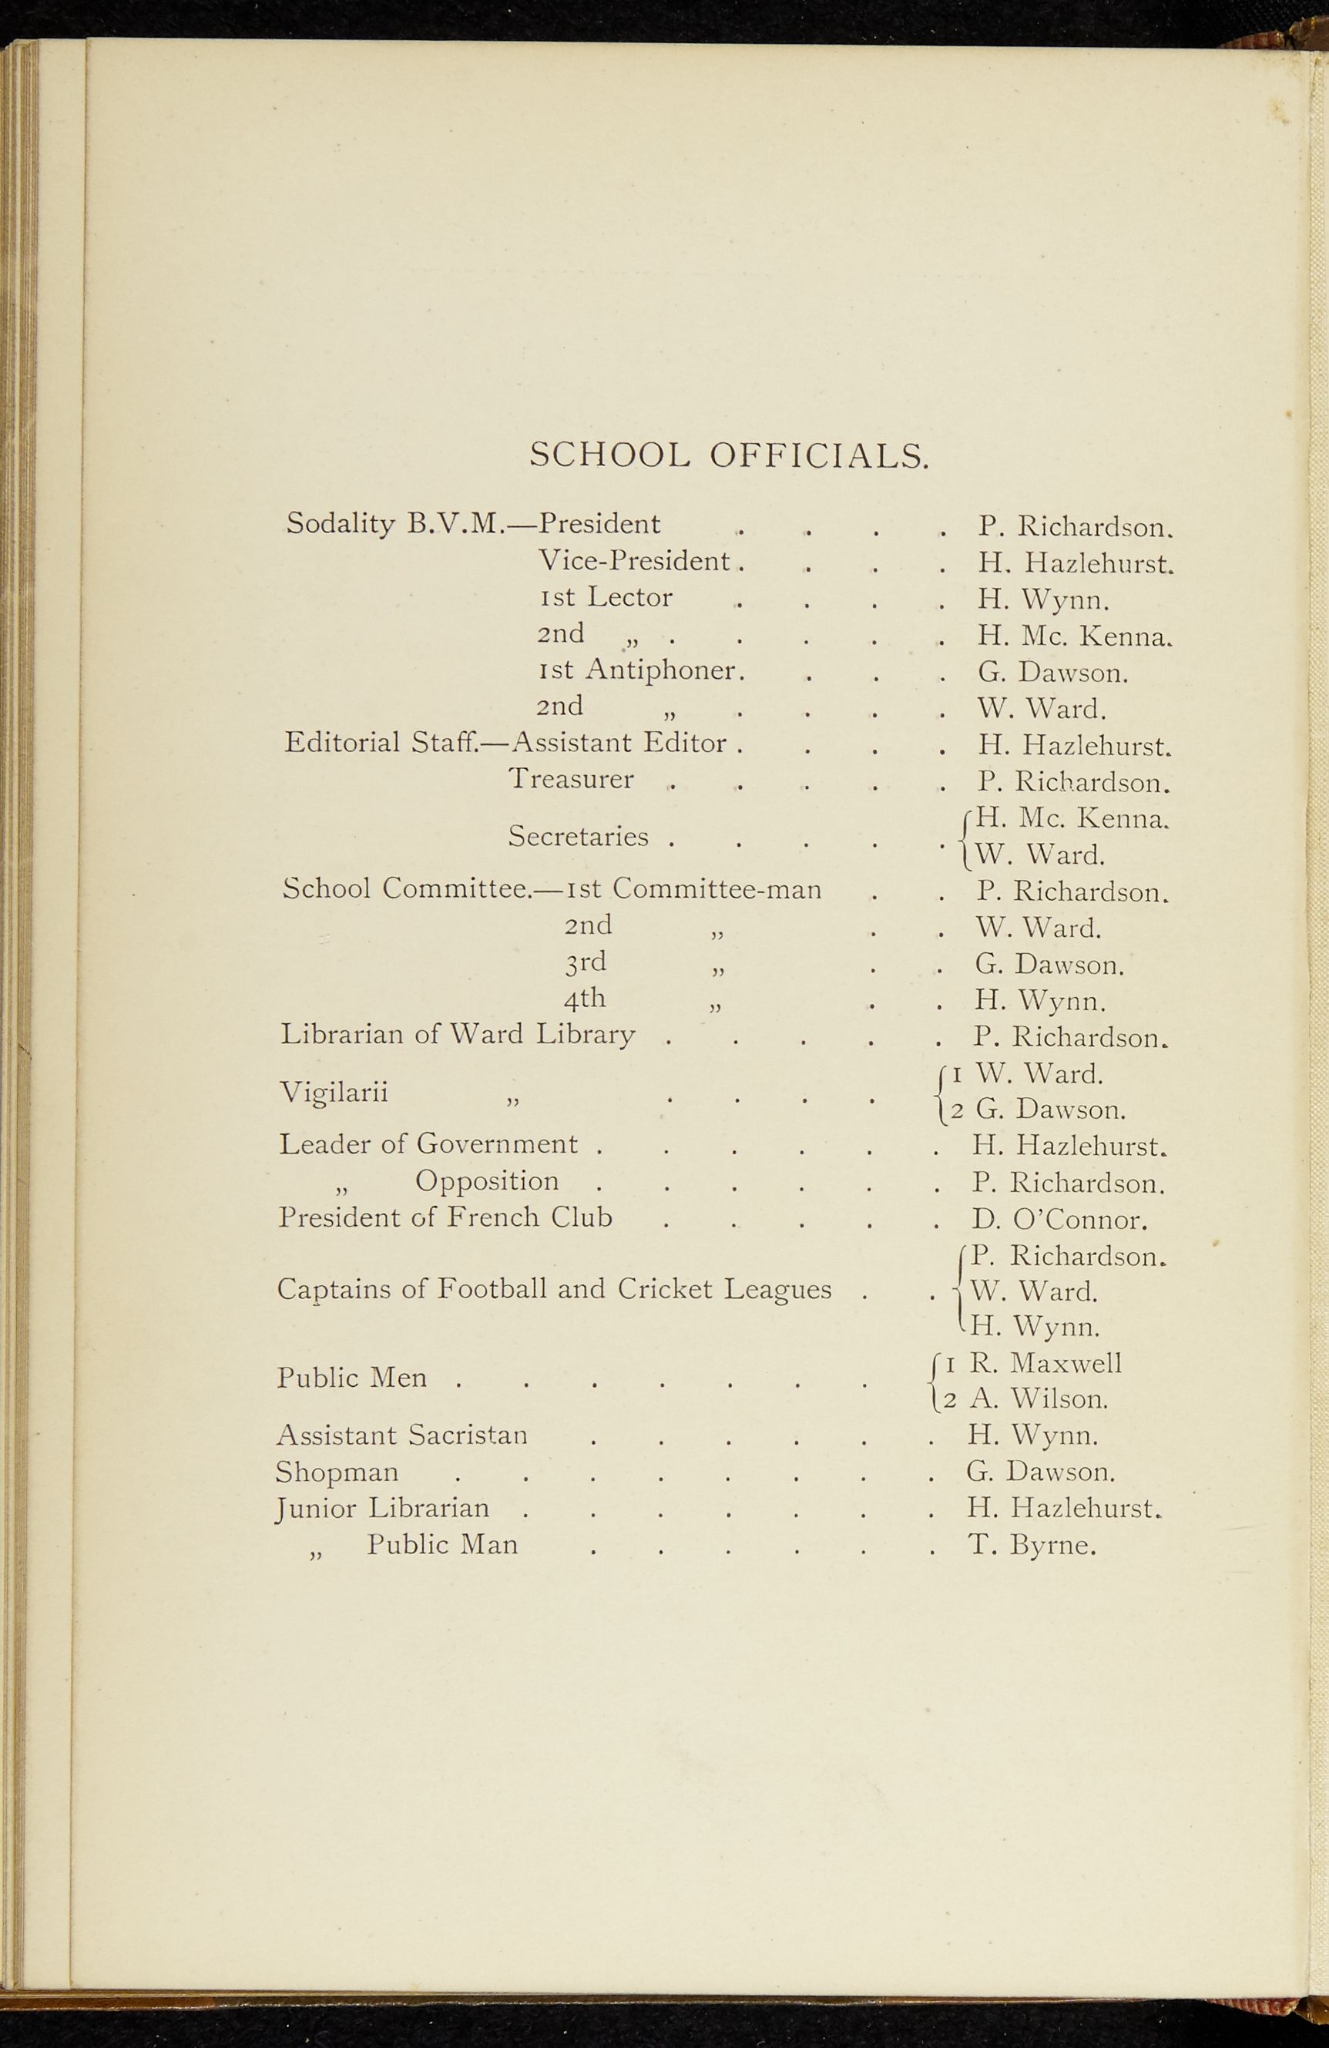 SCHOOL OFFICIALS.
Sodality B.V.M.—President . . . . P. Richardson.
Vice-President . . . . H. Hazlehurst.
1st Lector . . . . H. Wynn.
2nd „ . . . . . H. Mc. Kenna.
1st Antiphoner . . . . G. Dawson.
2nd „ . . . . W. Ward.
Editorial Staff.—Assistant Editor . . . . H. Hazlehurst.
Treasurer . . . . . P. Richardson.
Secretaries . . . . . { H. Mc. Kenna.
W. Ward.
School Committee.—1st Committee-man . . P. Richardson.
2nd „ . . W. Ward.
3rd „ . . G. Dawson.
4th „ . . H. Wynn.
Librarian of Ward Library . . . . . P. Richardson.
Vigilarii „ . . . . { 1 W. Ward.
2 G. Dawson.
Leader of Government . . . . . . H. Hazlehurst.
„ Opposition . . . . . . P. Richardson.
President of French Club . . . . . D. O'Connor.
Captains of Football and Cricket Leagues . . { P. Richardson.
W. Ward.
H. Wynn.
Public Men . . . . . . . { 1 R. Maxwell
2 A. Wilson.
Assistant Sacristan . . . . . . H. Wynn.
Shopman . . . . . . . . G. Dawson.
Junior Librarian . . . . . . . H. Hazlehurst.
„ Public Man . . . . . . T. Byrne.